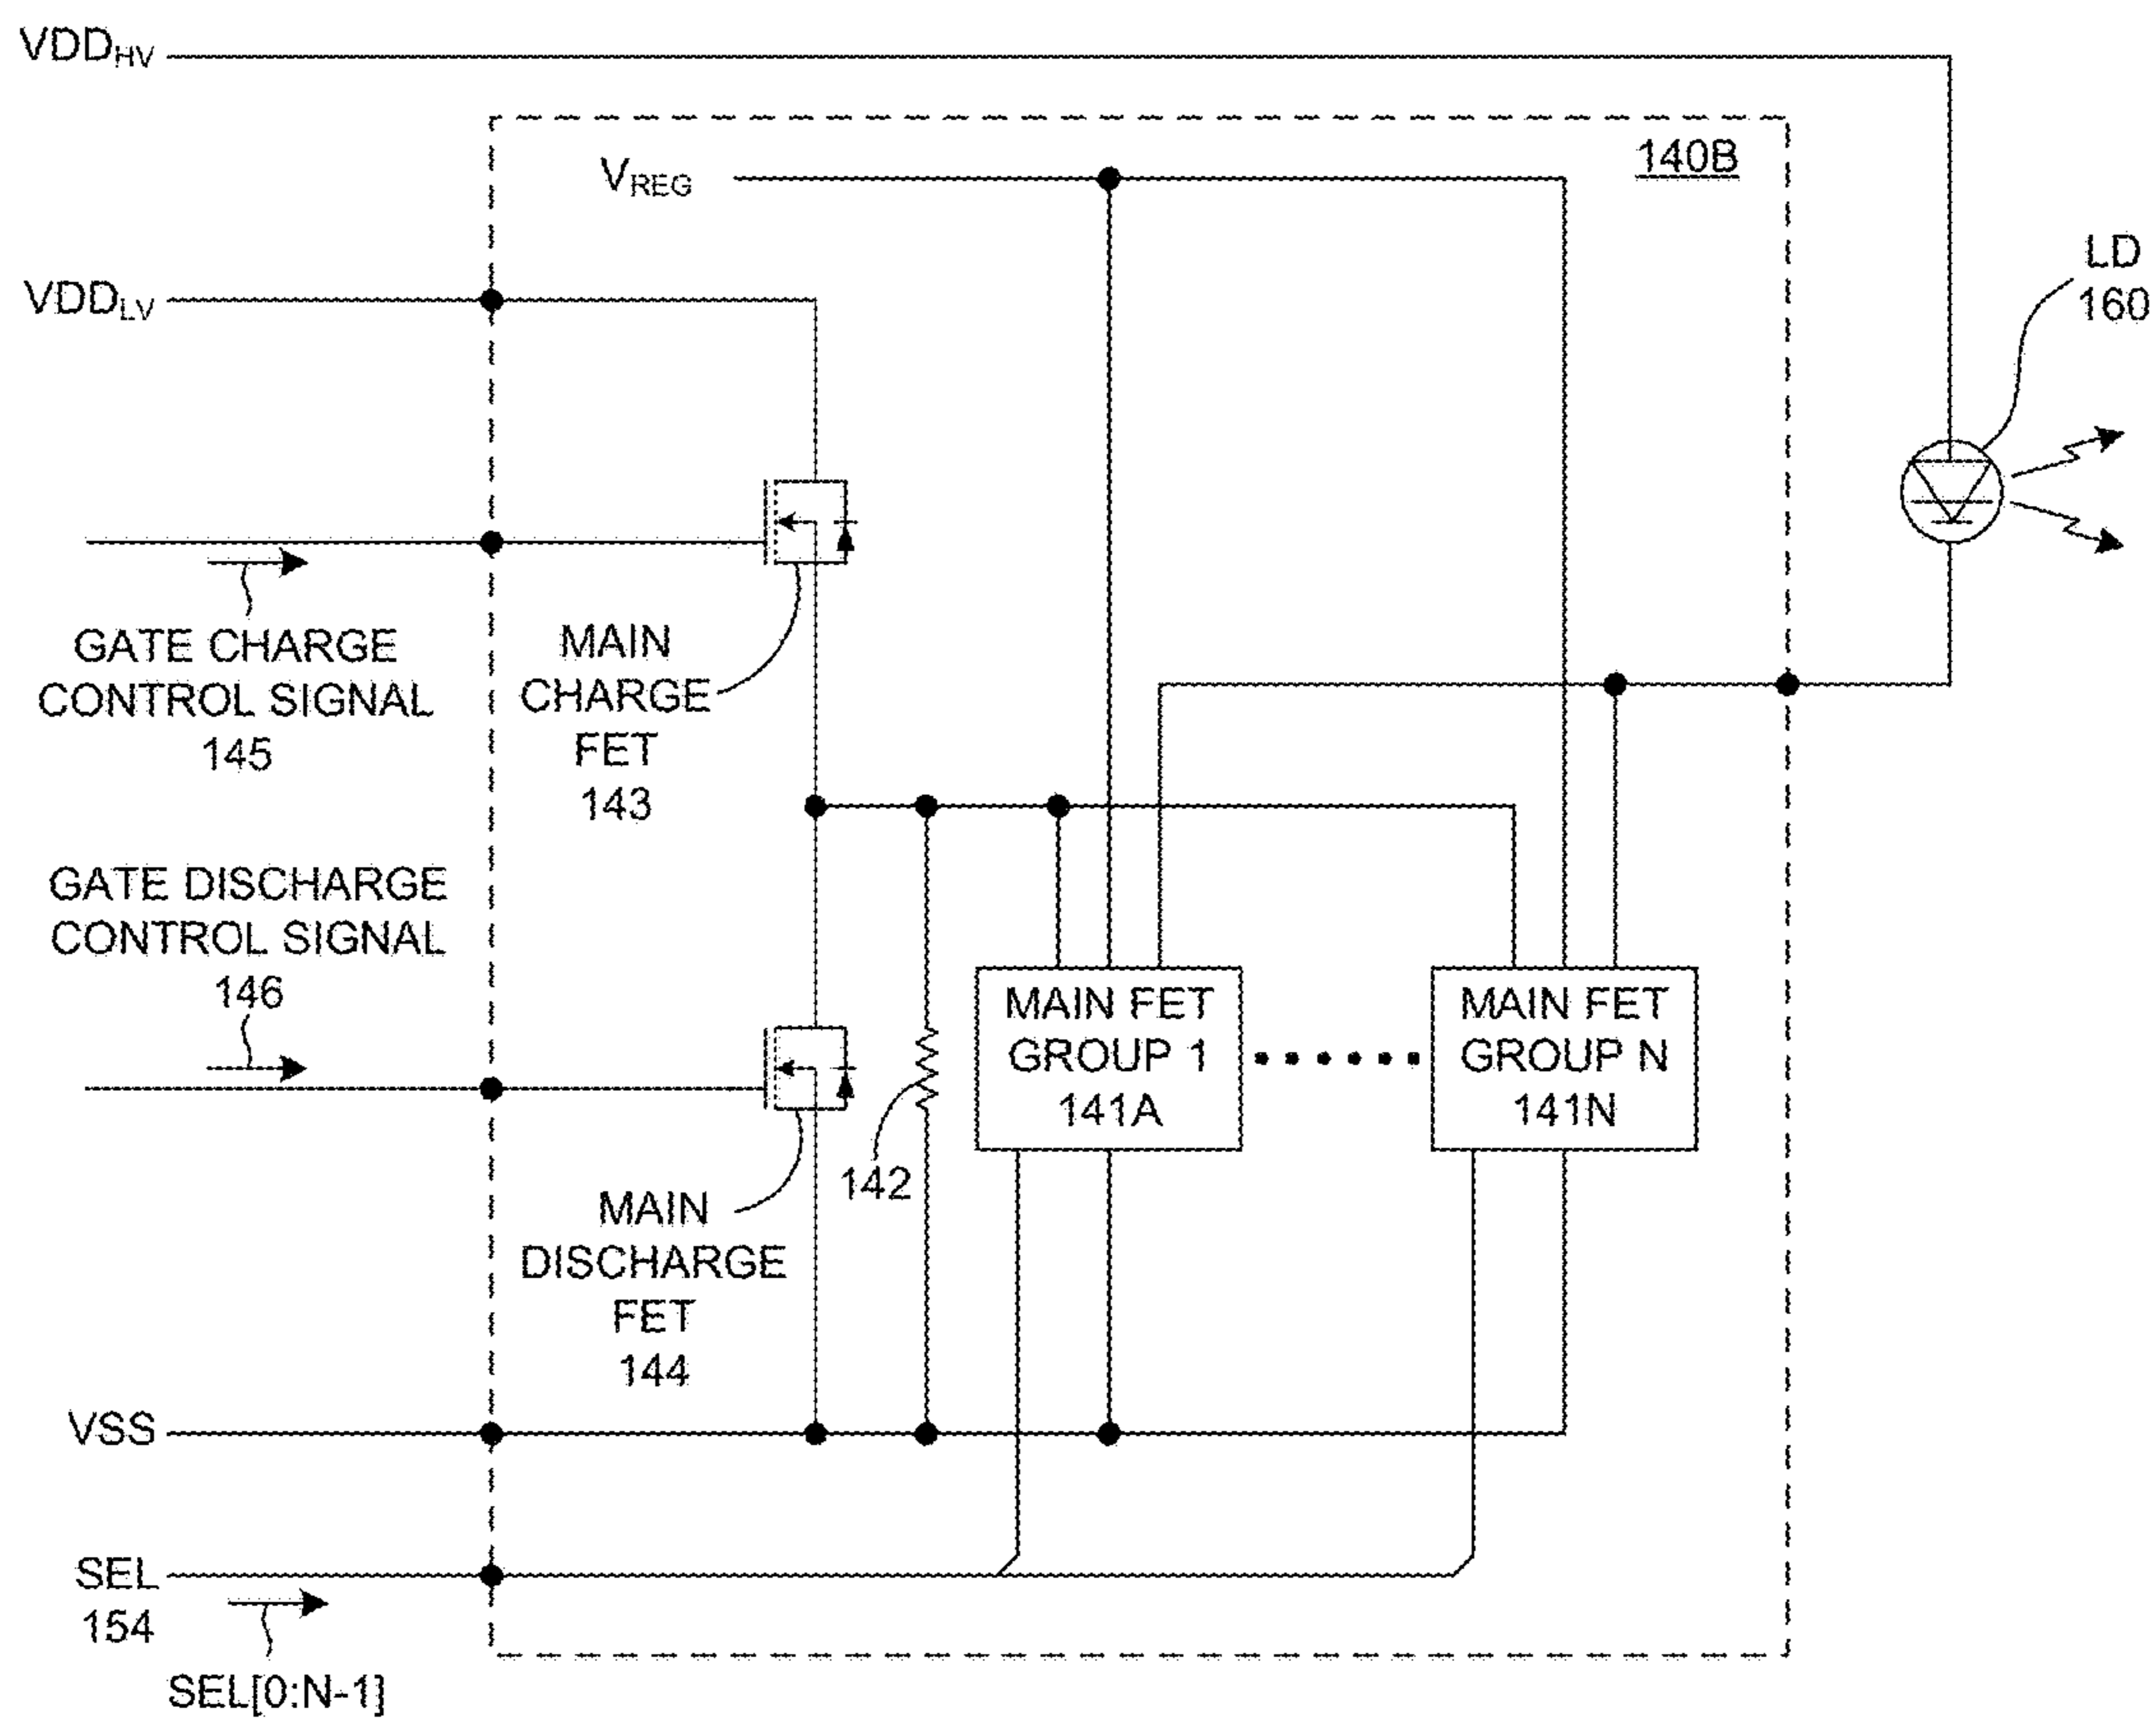 VDDHV
140B
VREG
LD
160
VDDLV
GATE CHARGE
CONTROL SIGNAL
145
MAIN
CHARGE
FET
143
GATE DISCHARGE
CONTROL SIGNAL
146
MAIN FET
GROUP 1
141A
MAIN FET
GROUP N
141N
142
MAIN
DISCHARGE
FET
144
VSS
SEL
154
SEL[0:N-1]